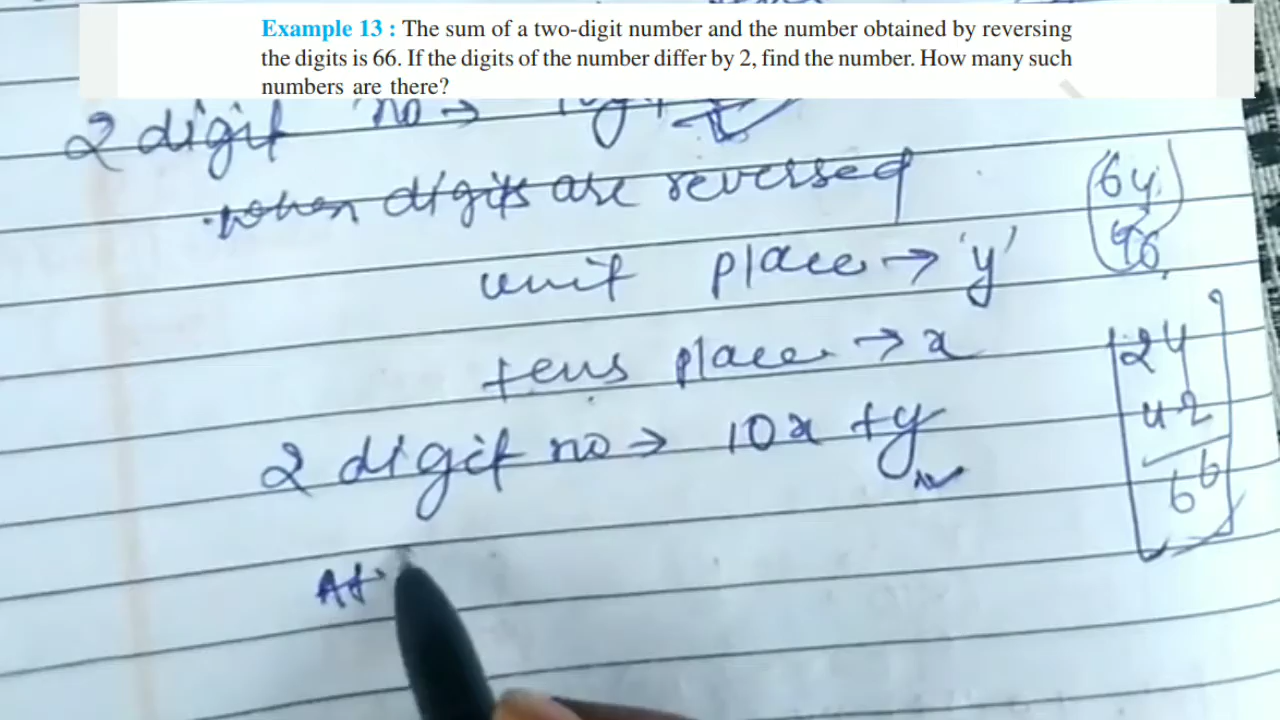 Example 13 : The sum of a two-digit number and the number obtained by reversing
the digits is 66. If the digits of the number differ by 2, find the number. How many such
numbers are there?
2 digit no →
when digits are reversed
unit place → 'y'
tens place → x
2 digit no → 10x + y
At
(64
46
24
42
66